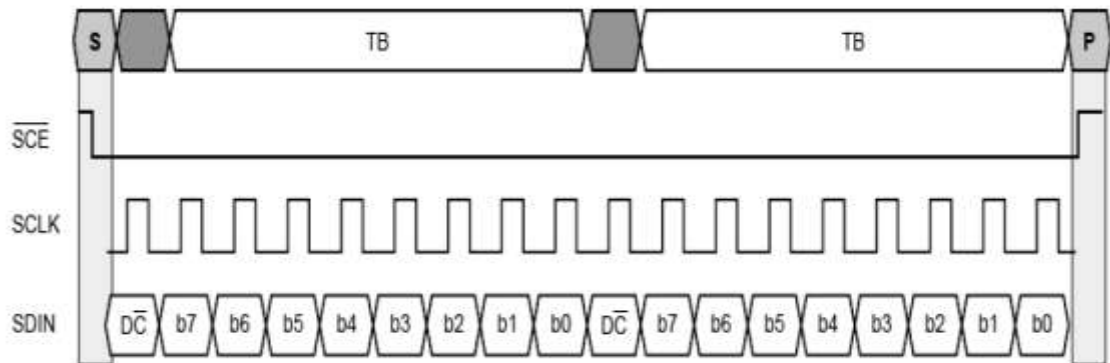 S TB TB P
S̅C̅E̅
SCLK
SDIN DC̅ b7 b6 b5 b4 b3 b2 b1 b0 DC̅ b7 b6 b5 b4 b3 b2 b1 b0